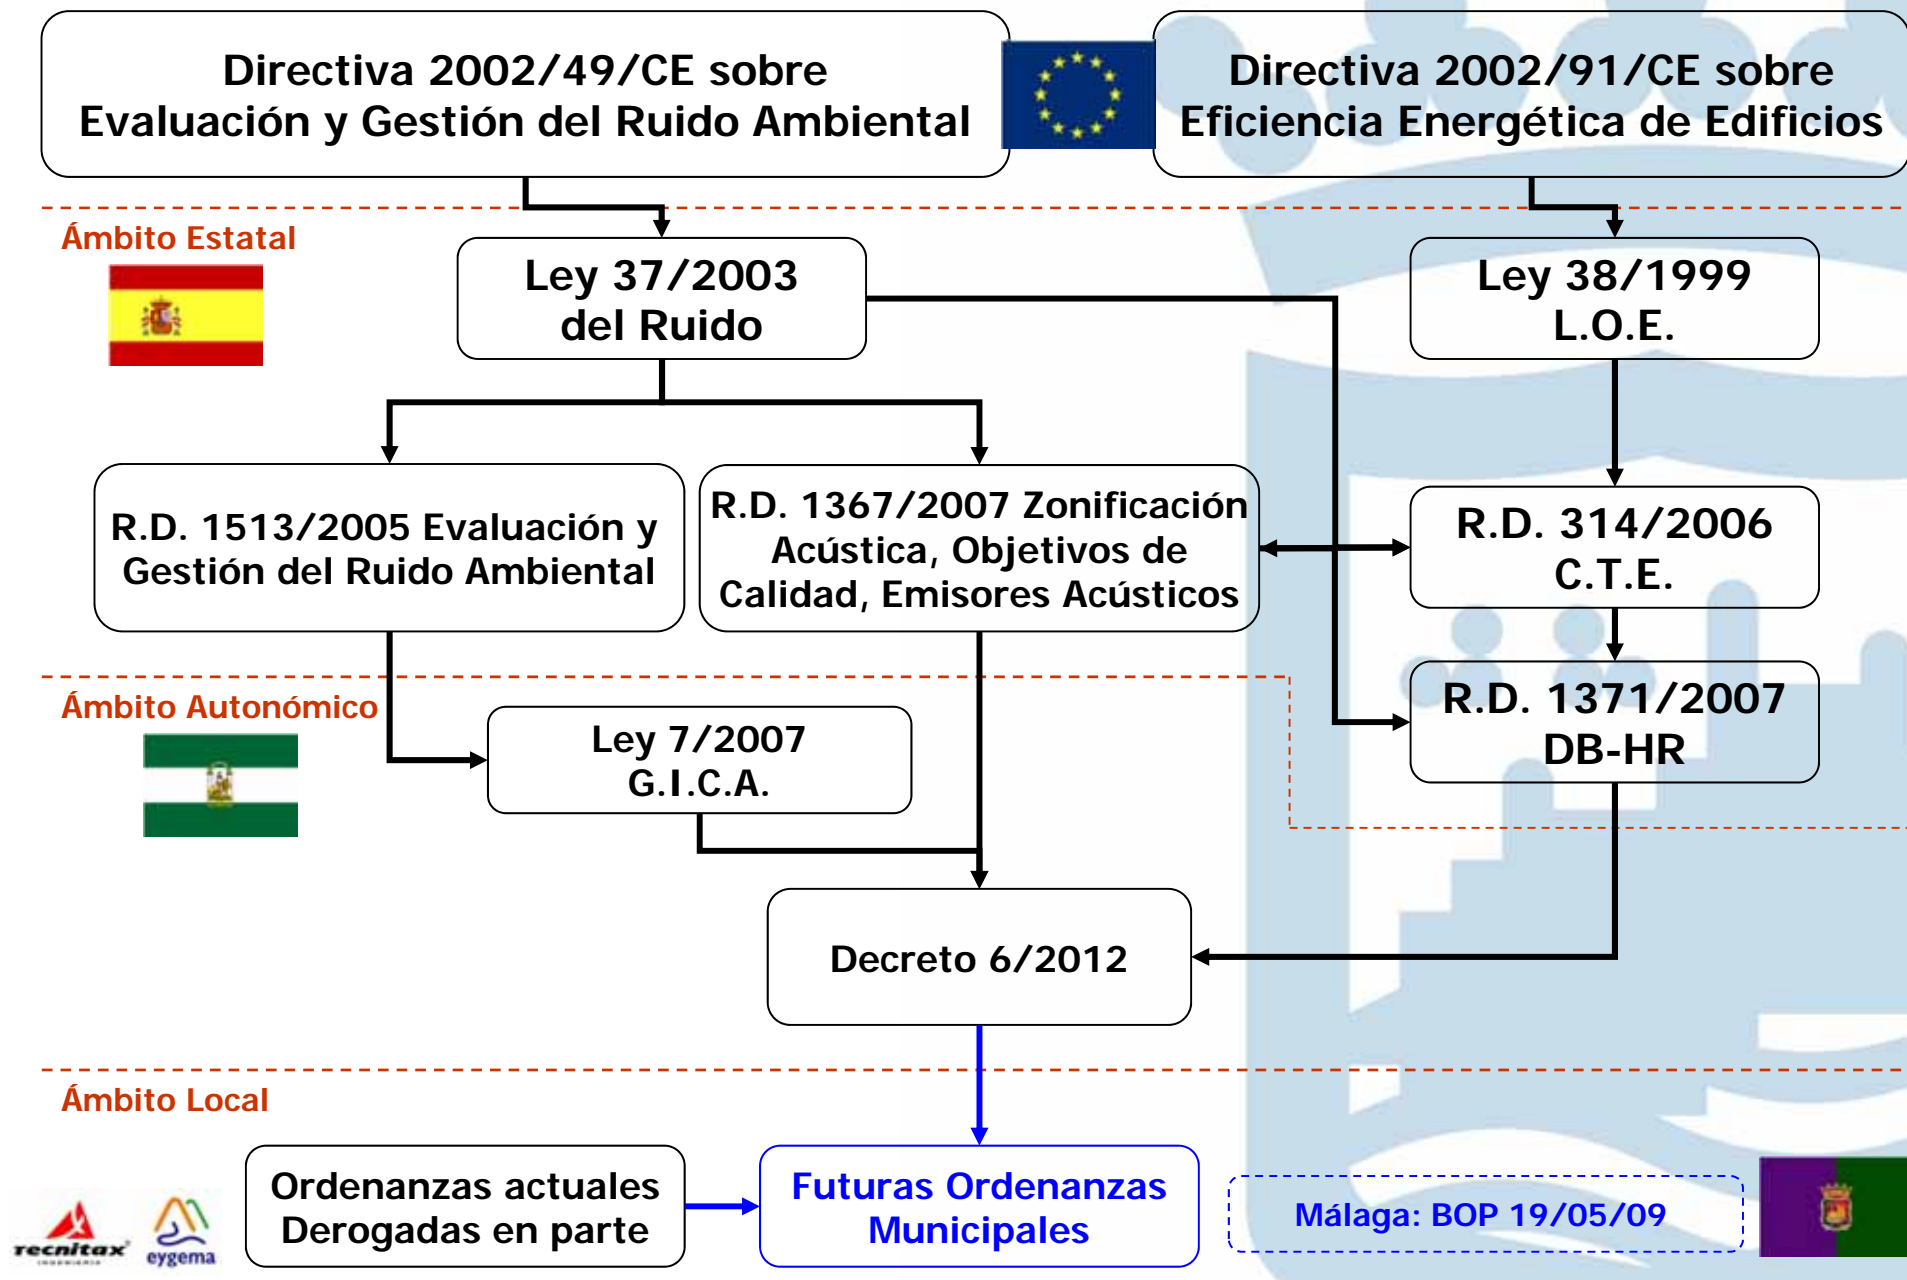 Directiva 2002/49/CE sobre
Evaluación y Gestión del Ruido Ambiental
Directiva 2002/91/CE sobre
Eficiencia Energética de Edificios
Ámbito Estatal
Ley 37/2003
del Ruido
Ley 38/1999
L.O.E.
R.D. 1513/2005 Evaluación y
Gestión del Ruido Ambiental
R.D. 1367/2007 Zonificación
Acústica, Objetivos de
Calidad, Emisores Acústicos
R.D. 314/2006
C.T.E.
R.D. 1371/2007
DB-HR
Ámbito Autonómico
Ley 7/2007
G.I.C.A.
Decreto 6/2012
Ámbito Local
Ordenanzas actuales
Derogadas en parte
Futuras Ordenanzas
Municipales
Málaga: BOP 19/05/09
recnitax
eygema